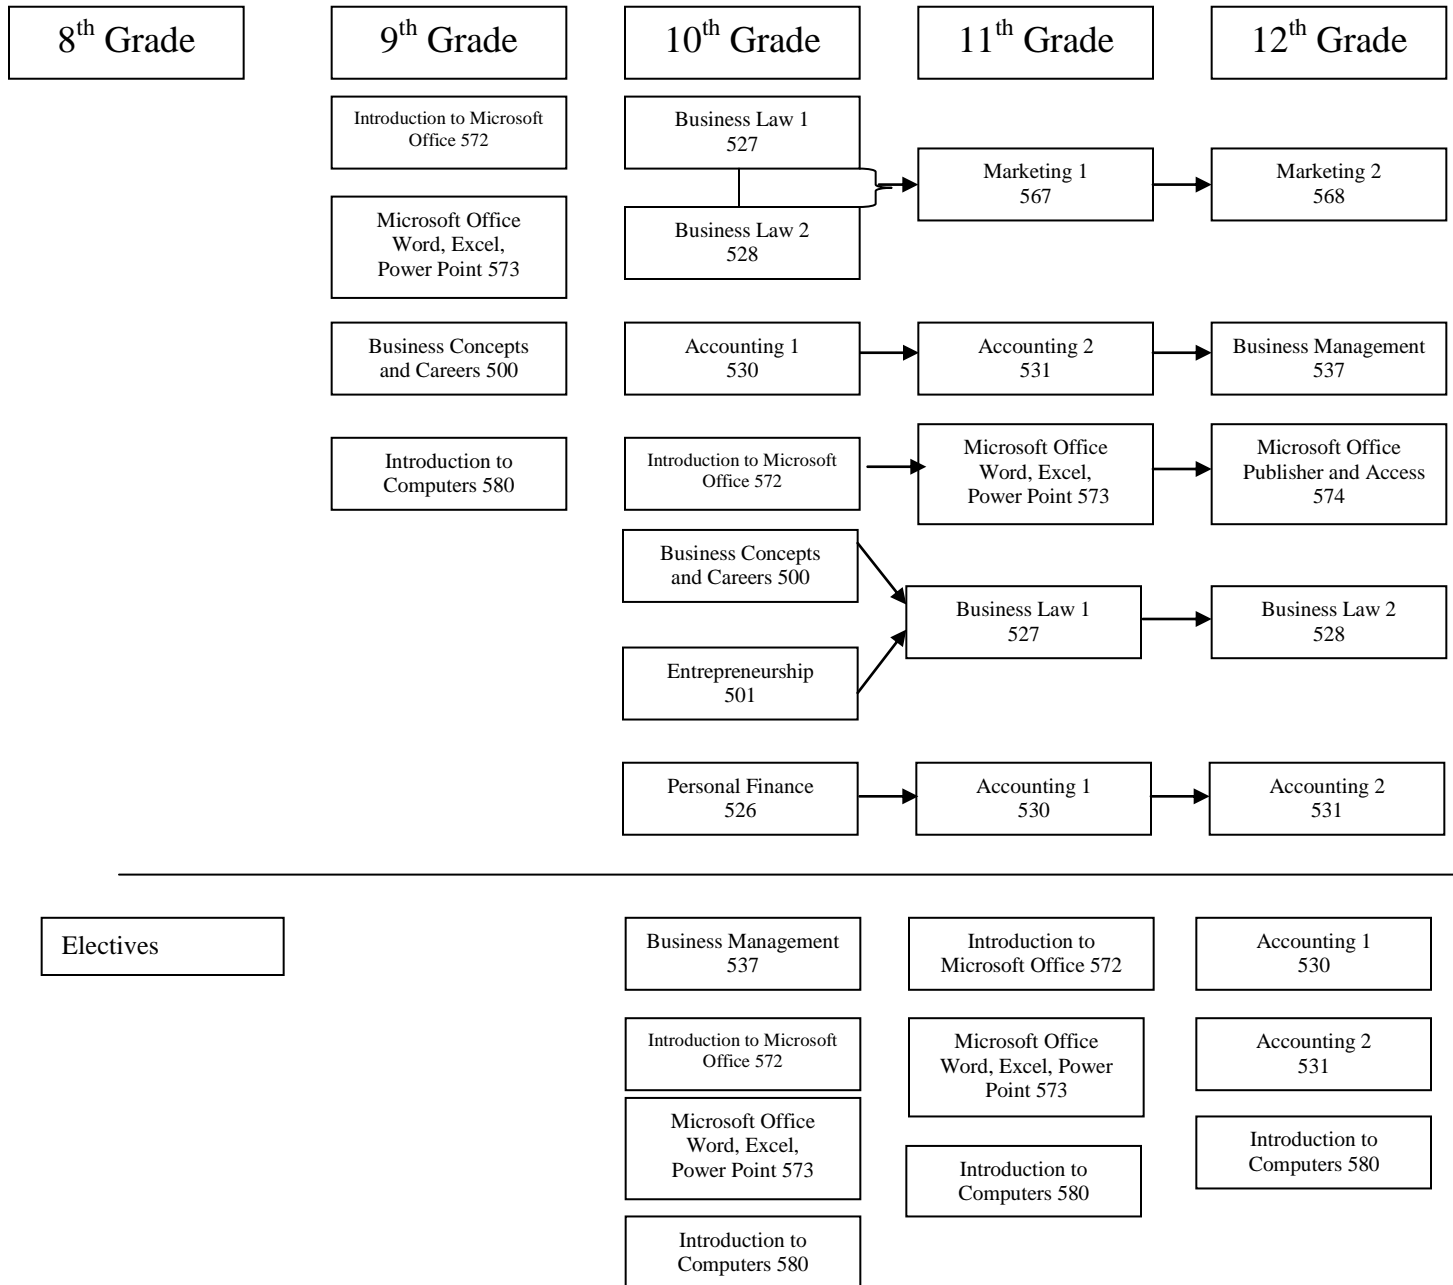 8th Grade
9th Grade
10th Grade
11th Grade
12th Grade
Introduction to Microsoft
Office 572
Business Law 1
527
Marketing 1
567
Marketing 2
568
Microsoft Office
Word, Excel,
Power Point 573
Business Law 2
528
Business Concepts
and Careers 500
Accounting 1
530
Accounting 2
531
Business Management
537
Introduction to
Computers 580
Introduction to Microsoft
Office 572
Microsoft Office
Word, Excel,
Power Point 573
Microsoft Office
Publisher and Access
574
Business Concepts
and Careers 500
Business Law 1
527
Business Law 2
528
Entrepreneurship
501
Personal Finance
526
Accounting 1
530
Accounting 2
531
Electives
Business Management
537
Introduction to
Microsoft Office 572
Accounting 1
530
Introduction to Microsoft
Office 572
Microsoft Office
Word, Excel, Power
Point 573
Accounting 2
531
Microsoft Office
Word, Excel,
Power Point 573
Introduction to
Computers 580
Introduction to
Computers 580
Introduction to
Computers 580